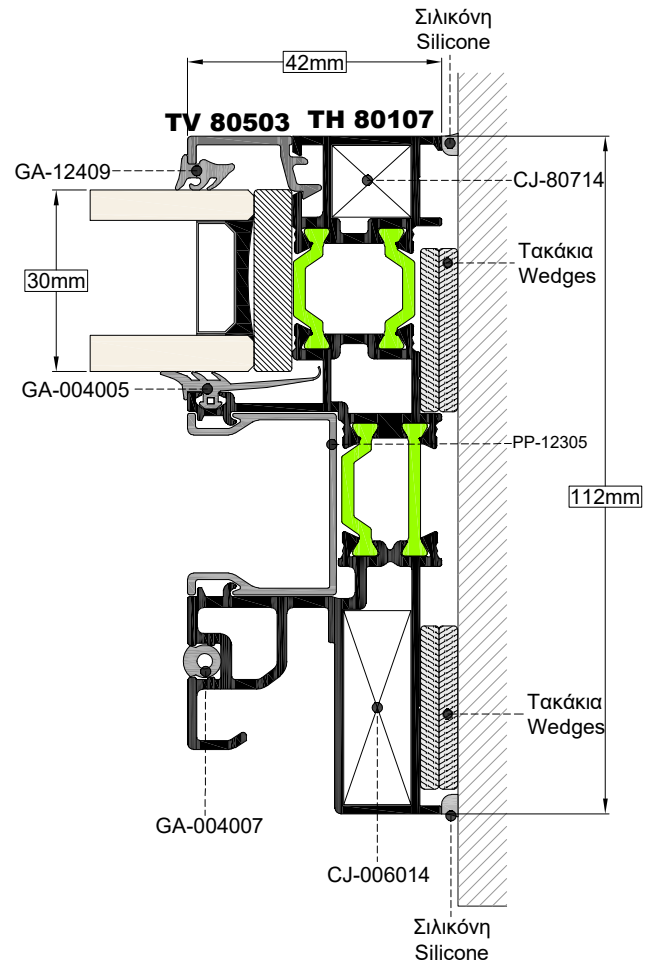 Σιλικόνη
Silicone
42mm
TV 80503 TH 80107
GA-12409
CJ-80714
Τακάκια
Wedges
30mm
GA-004005
PP-12305
112mm
Τακάκια
Wedges
GA-004007
CJ-006014
Σιλικόνη
Silicone